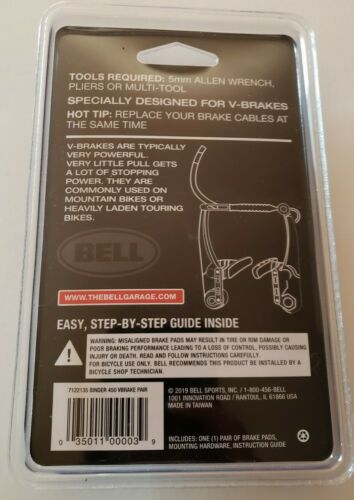 TOOLS REQUIRED: 5mm ALLEN WRENCH,
PLIERS OR MULTI-TOOL
SPECIALLY DESIGNED FOR V-BRAKES
HOT TIP: REPLACE YOUR BRAKE CABLES AT
THE SAME TIME
V-BRAKES ARE TYPICALLY
VERY POWERFUL.
VERY LITTLE PULL GETS
A LOT OF STOPPING
POWER. THEY ARE
COMMONLY USED ON
MOUNTAIN BIKES OR
HEAVILY LADEN TOURING
BIKES.
BELL
WWW.THEBELLGARAGE.COM
EASY, STEP-BY-STEP GUIDE INSIDE
WARNING: MISALIGNED BRAKE PADS MAY RESULT IN TIRE OR RIM DAMAGE OR
POOR BRAKING PERFORMANCE LEADING TO A LOSS OF CONTROL, POSSIBLY CAUSING
INJURY OR DEATH. READ AND FOLLOW INSTRUCTIONS CAREFULLY.
FOR BICYCLE USE ONLY. BELL RECOMMENDS THIS PRODUCT BE INSTALLED BY A
BICYCLE SHOP TECHNICIAN.
7122135 BINDER 450 VBRAKE PAIR
0 35011 00003 9
© 2019 BELL SPORTS, INC. / 1-800-456-BELL
1001 INNOVATION ROAD / RANTOUL, IL 61866 USA
MADE IN TAIWAN
INCLUDES: ONE (1) PAIR OF BRAKE PADS,
MOUNTING HARDWARE, INSTRUCTION GUIDE